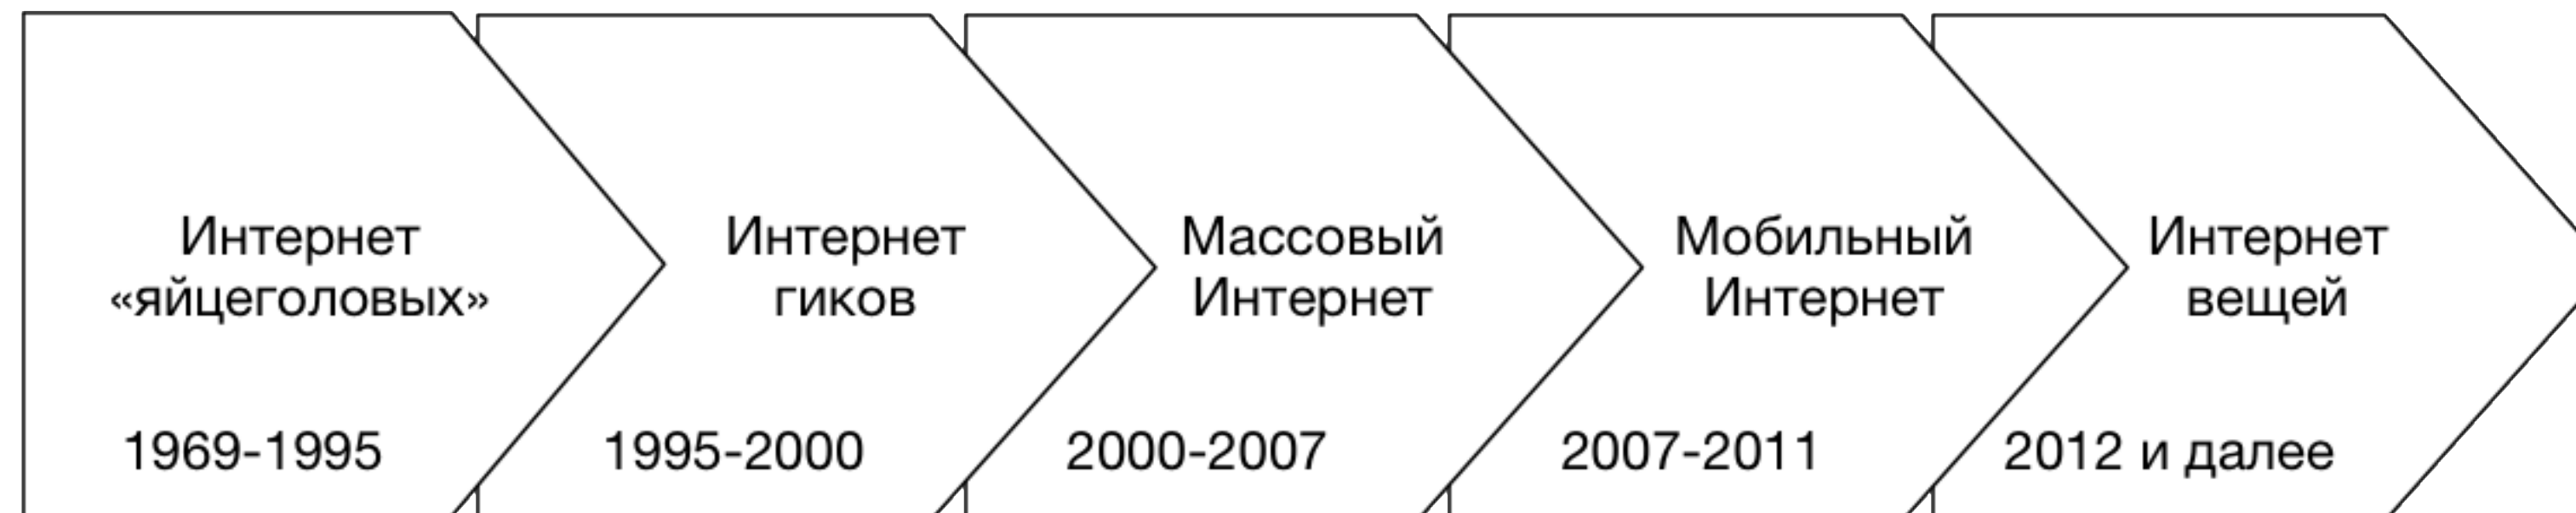 Интернет
«яйцеголовых»
1969-1995
Интернет
гиков
1995-2000
Массовый
Интернет
2000-2007
Мобильный
Интернет
2007-2011
Интернет
вещей
2012 и далее